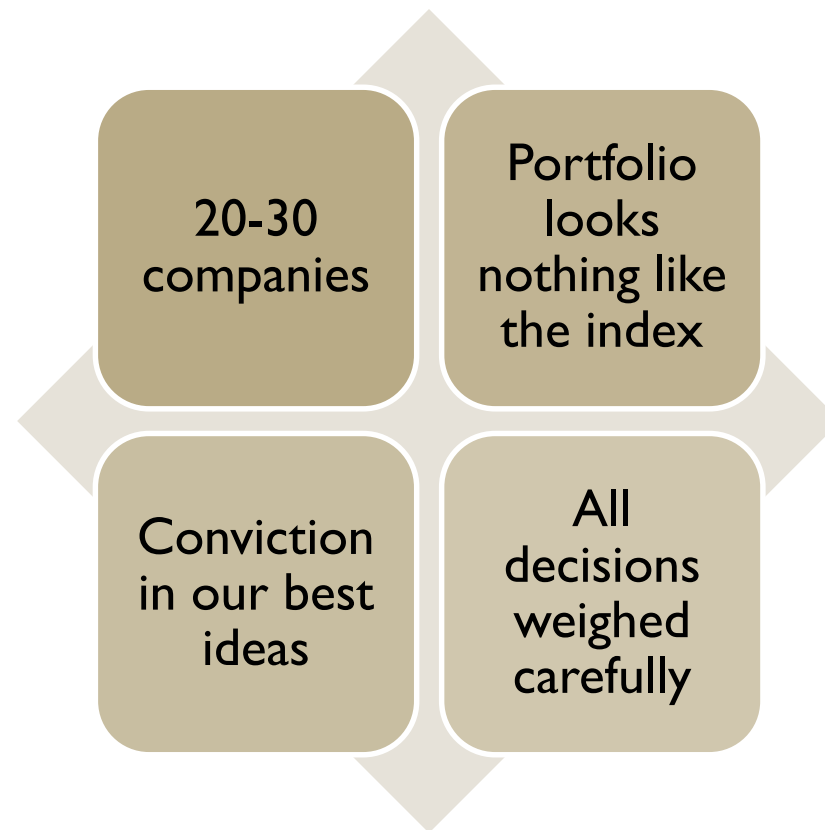 20-30
companies
Portfolio
looks
nothing like
the index
Conviction
in our best
ideas
All
decisions
weighed
carefully